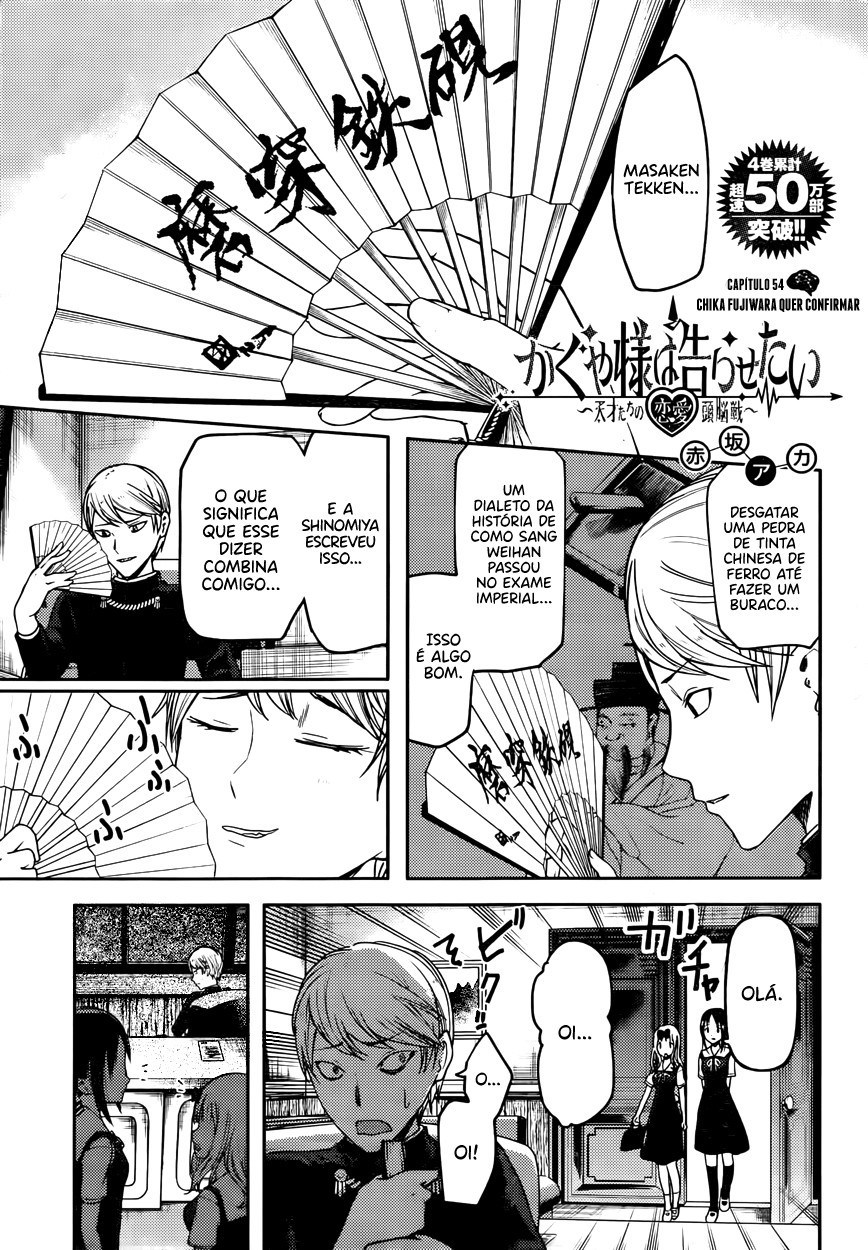 磨穿鉄硯
MASAKEN
TEKKEN...
4巻累計
超速50万部
突破!!
CAPÍTULO 54
CHIKA FUJIWARA QUER CONFIRMAR
かぐや様は告らせたい
～天才たちの恋愛頭脳戦～
赤坂アカ
DESGATAR
UMA PEDRA
DE TINTA
CHINESA
DE FERRO ATÉ
FAZER UM
BURACO...
UM
DIALETO DA
HISTÓRIA DE
COMO SANG
WEIHAN
PASSOU
NO EXAME
IMPERIAL...
ISSO
É ALGO
BOM.
磨穿鉄硯
E A
SHINOMIYA
ESCREVEU
ISSO...
O QUE
SIGNIFICA
QUE ESSE
DIZER
COMBINA
COMIGO...
ふふふ
ふふ
OLÁ.
ガチャ
OI...
ビクッ
O...
OI!